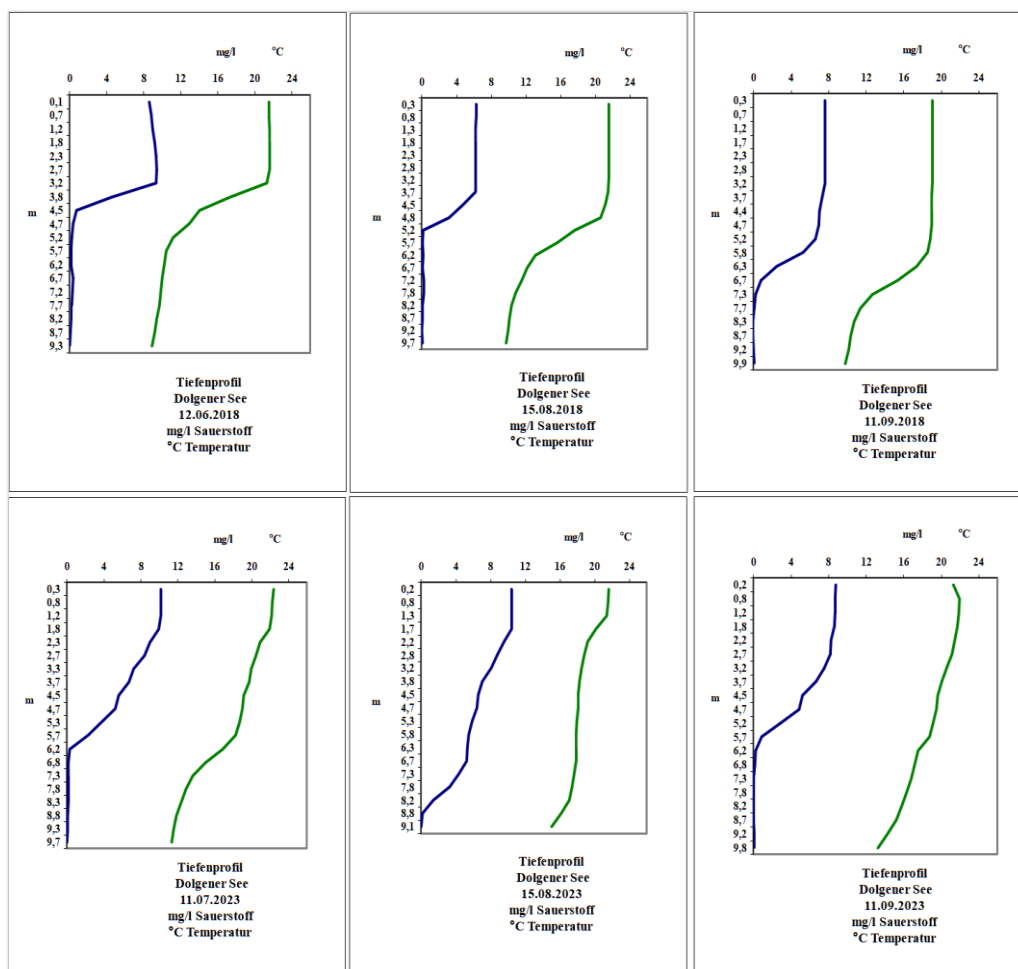 mg/l °C
0 4 8 12 16 20 24
0,1
0,7
1,2
1,8
2,3
2,7
3,2
3,8
m 4,5
4,7
5,2
5,7
6,2
6,7
7,2
7,7
8,2
8,7
9,3
Tiefenprofil
Dolgener See
12.06.2018
mg/l Sauerstoff
°C Temperatur
mg/l °C
0 4 8 12 16 20 24
0,3
0,8
1,3
1,8
2,3
3,2
3,7
m 4,5
4,8
5,2
5,7
6,2
6,7
7,2
7,7
8,2
8,7
9,2
9,7
Tiefenprofil
Dolgener See
15.08.2018
mg/l Sauerstoff
°C Temperatur
mg/l °C
0 4 8 12 16 20 24
0,3
0,7
1,3
1,8
2,3
2,8
3,2
3,7
m 4,4
4,7
5,2
5,8
6,3
6,7
7,3
7,7
8,3
8,7
9,2
9,9
Tiefenprofil
Dolgener See
11.09.2018
mg/l Sauerstoff
°C Temperatur
mg/l °C
0 4 8 12 16 20 24
0,3
0,8
1,2
1,8
2,3
2,7
3,3
3,7
m 4,5
4,7
5,3
5,7
6,2
6,8
7,3
7,8
8,3
8,8
9,3
9,7
Tiefenprofil
Dolgener See
11.07.2023
mg/l Sauerstoff
°C Temperatur
mg/l °C
0 4 8 12 16 20 24
0,3
0,8
1,3
1,7
2,3
2,8
3,2
3,8
m 4,5
4,7
5,2
5,8
6,3
6,7
7,3
7,8
8,2
8,7
9,1
Tiefenprofil
Dolgener See
15.08.2023
mg/l Sauerstoff
°C Temperatur
mg/l °C
0 4 8 12 16 20 24
0,2
0,8
1,2
1,8
2,3
2,7
3,2
3,7
m 4,5
4,7
5,2
5,7
6,2
6,8
7,3
7,8
8,2
8,7
9,2
9,8
Tiefenprofil
Dolgener See
11.09.2023
mg/l Sauerstoff
°C Temperatur